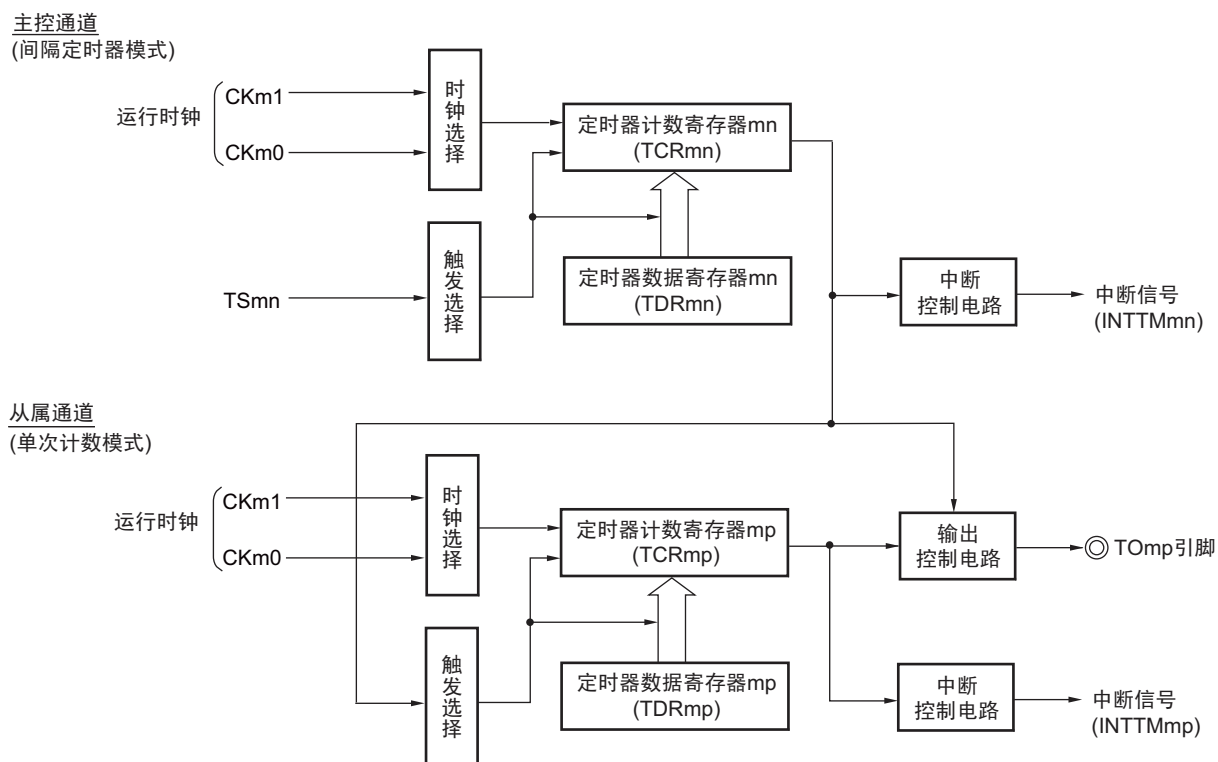 主控通道
(间隔定时器模式)
运行时钟
CKm1
CKm0
时钟选择
定时器计数寄存器mn
(TCRmn)
TSmn
触发选择
定时器数据寄存器mn
(TDRmn)
中断
控制电路
中断信号
(INTTMmn)
从属通道
(单次计数模式)
运行时钟
CKm1
CKm0
时钟选择
定时器计数寄存器mp
(TCRmp)
输出
控制电路
TOmp引脚
触发选择
定时器数据寄存器mp
(TDRmp)
中断
控制电路
中断信号
(INTTMmp)